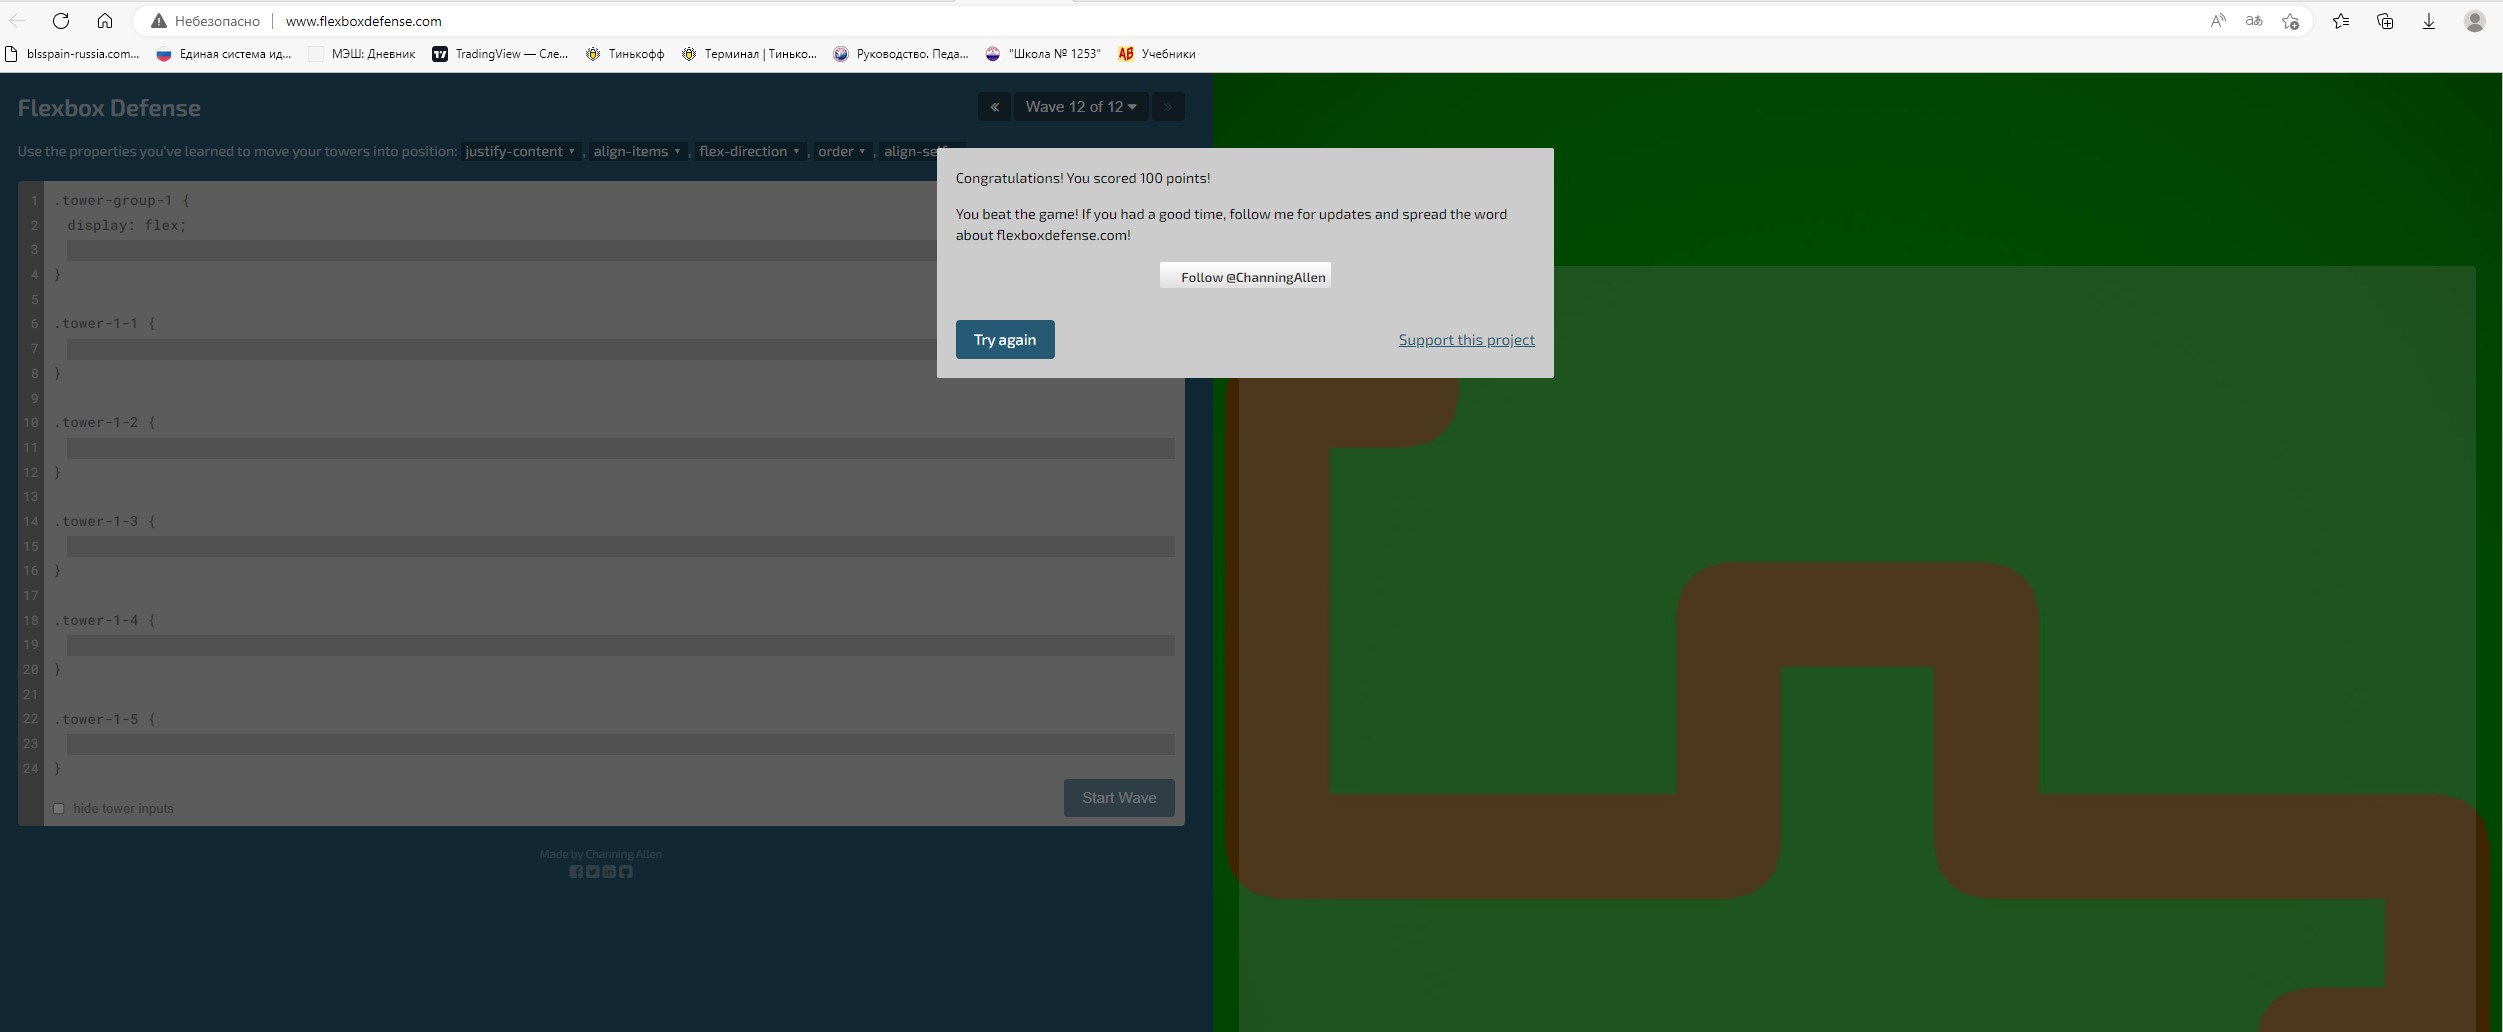 Небезопасно
www.flexboxdefense.com
blsspain-russia.com...
Единая система ид...
МЭШ: Дневник
TradingView — Сле...
Тинькофф
Терминал | Тинько...
Руководство. Педа...
"Школа № 1253"
АВ Учебники
Flexbox Defense
« Wave 12 of 12 »
Use the properties you've learned to move your towers into position: justify-content , align-items , flex-direction , order , align-self
1 .tower-group-1 {
2 display: flex;
3
4 }
5
6 .tower-1-1 {
7
8 }
9
10 .tower-1-2 {
11
12 }
13
14 .tower-1-3 {
15
16 }
17
18 .tower-1-4 {
19
20 }
21
22 .tower-1-5 {
23
24 }
hide tower inputs
Start Wave
Made by Channing Allen
Congratulations! You scored 100 points!
You beat the game! If you had a good time, follow me for updates and spread the word
about flexboxdefense.com!
Follow @ChanningAllen
Try again
Support this project